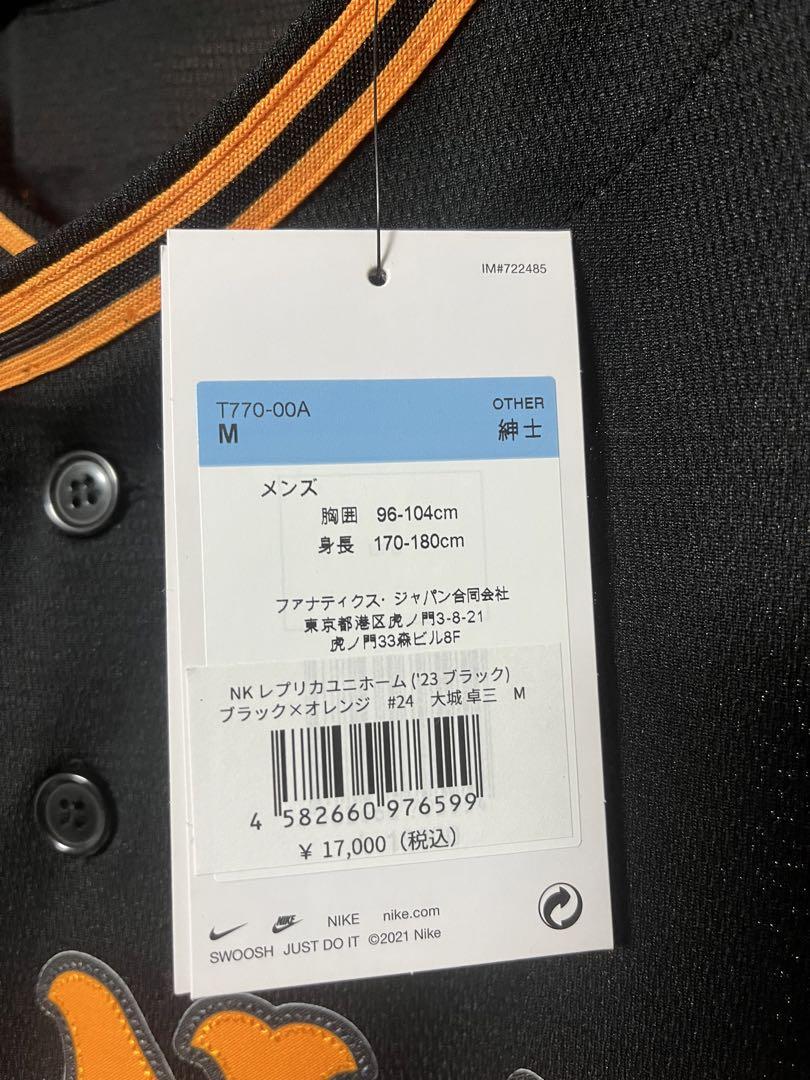 IM#722485
T770-00A
M
OTHER
紳士
メンズ
胸囲 96-104cm
身長 170-180cm
ファナティクス・ジャパン合同会社
東京都港区虎ノ門3-8-21
虎ノ門33森ビル8F
NK レプリカユニホーム ('23 ブラック)
ブラック×オレンジ #24 大城 卓三 M
4 582660 976599
¥ 17,000（税込）
NIKE NIKE nike.com
SWOOSH JUST DO IT ©2021 Nike